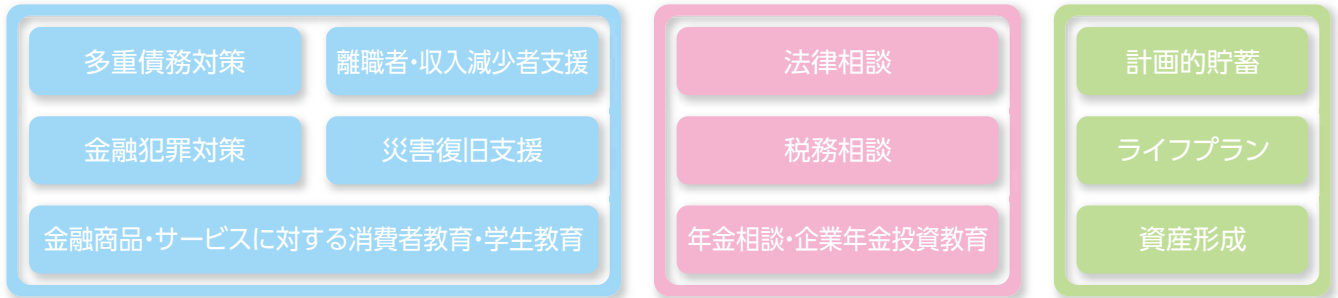 多重債務対策
離職者・収入減少者支援
金融犯罪対策
災害復旧支援
金融商品・サービスに対する消費者教育・学生教育
法律相談
税務相談
年金相談・企業年金投資教育
計画的貯蓄
ライフプラン
資産形成